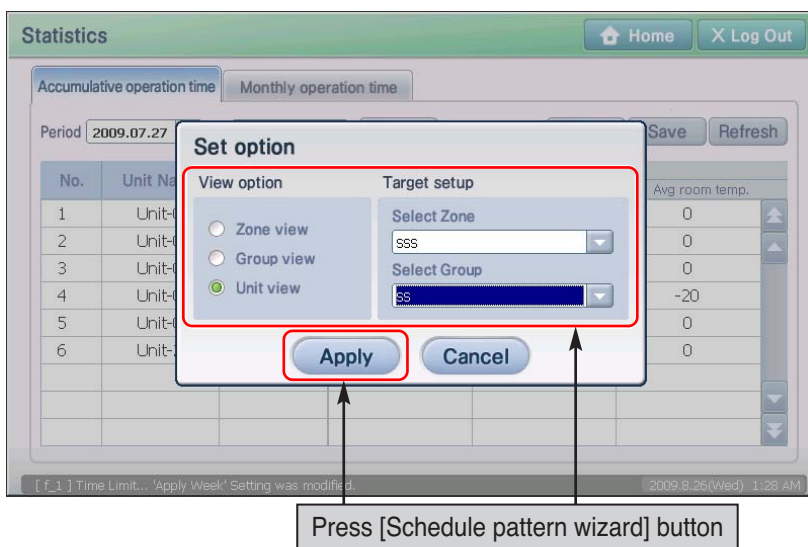 Statistics
Home
X Log Out
Accumulative operation time
Monthly operation time
Period 2009.07.27
Save
Refresh
Set option
View option
Zone view
Group view
Unit view
Target setup
Select Zone
sss
Select Group
ss
Apply
Cancel
No.
Avg room temp.
1 0
2 0
3 0
4 -20
5 0
6 0
[ f_1 ] Time Limit... 'Apply Week' Setting was modified.
2009.8.26(Wed) 1:28 AM
Press [Schedule pattern wizard] button